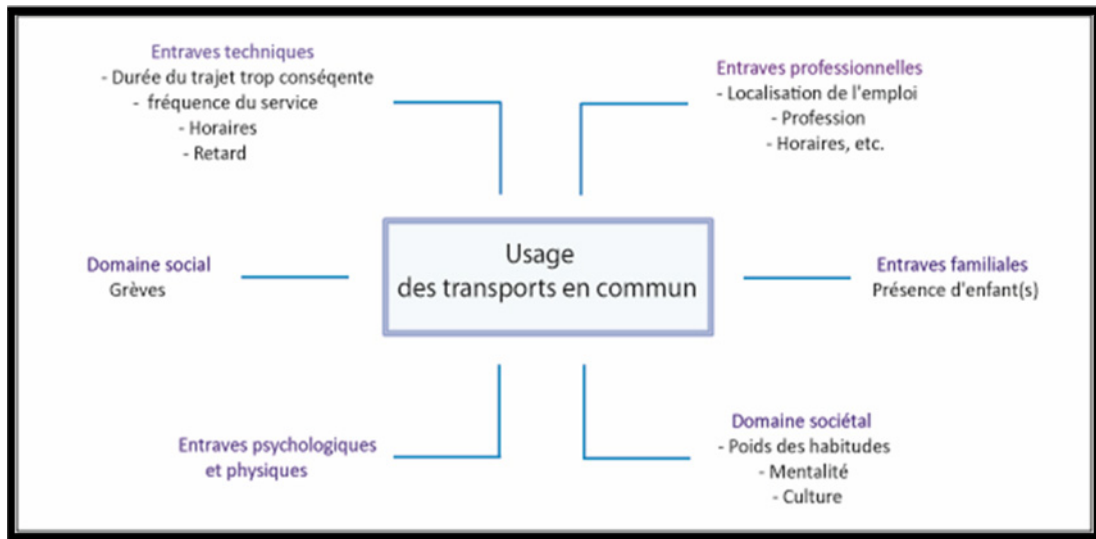 Entraves techniques
- Durée du trajet trop conséqente
- fréquence du service
- Horaires
- Retard
Entraves professionnelles
- Localisation de l'emploi
- Profession
- Horaires, etc.
Domaine social
Grèves
Usage
des transports en commun
Entraves familiales
Présence d'enfant(s)
Entraves psychologiques
et physiques
Domaine sociétal
- Poids des habitudes
- Mentalité
- Culture